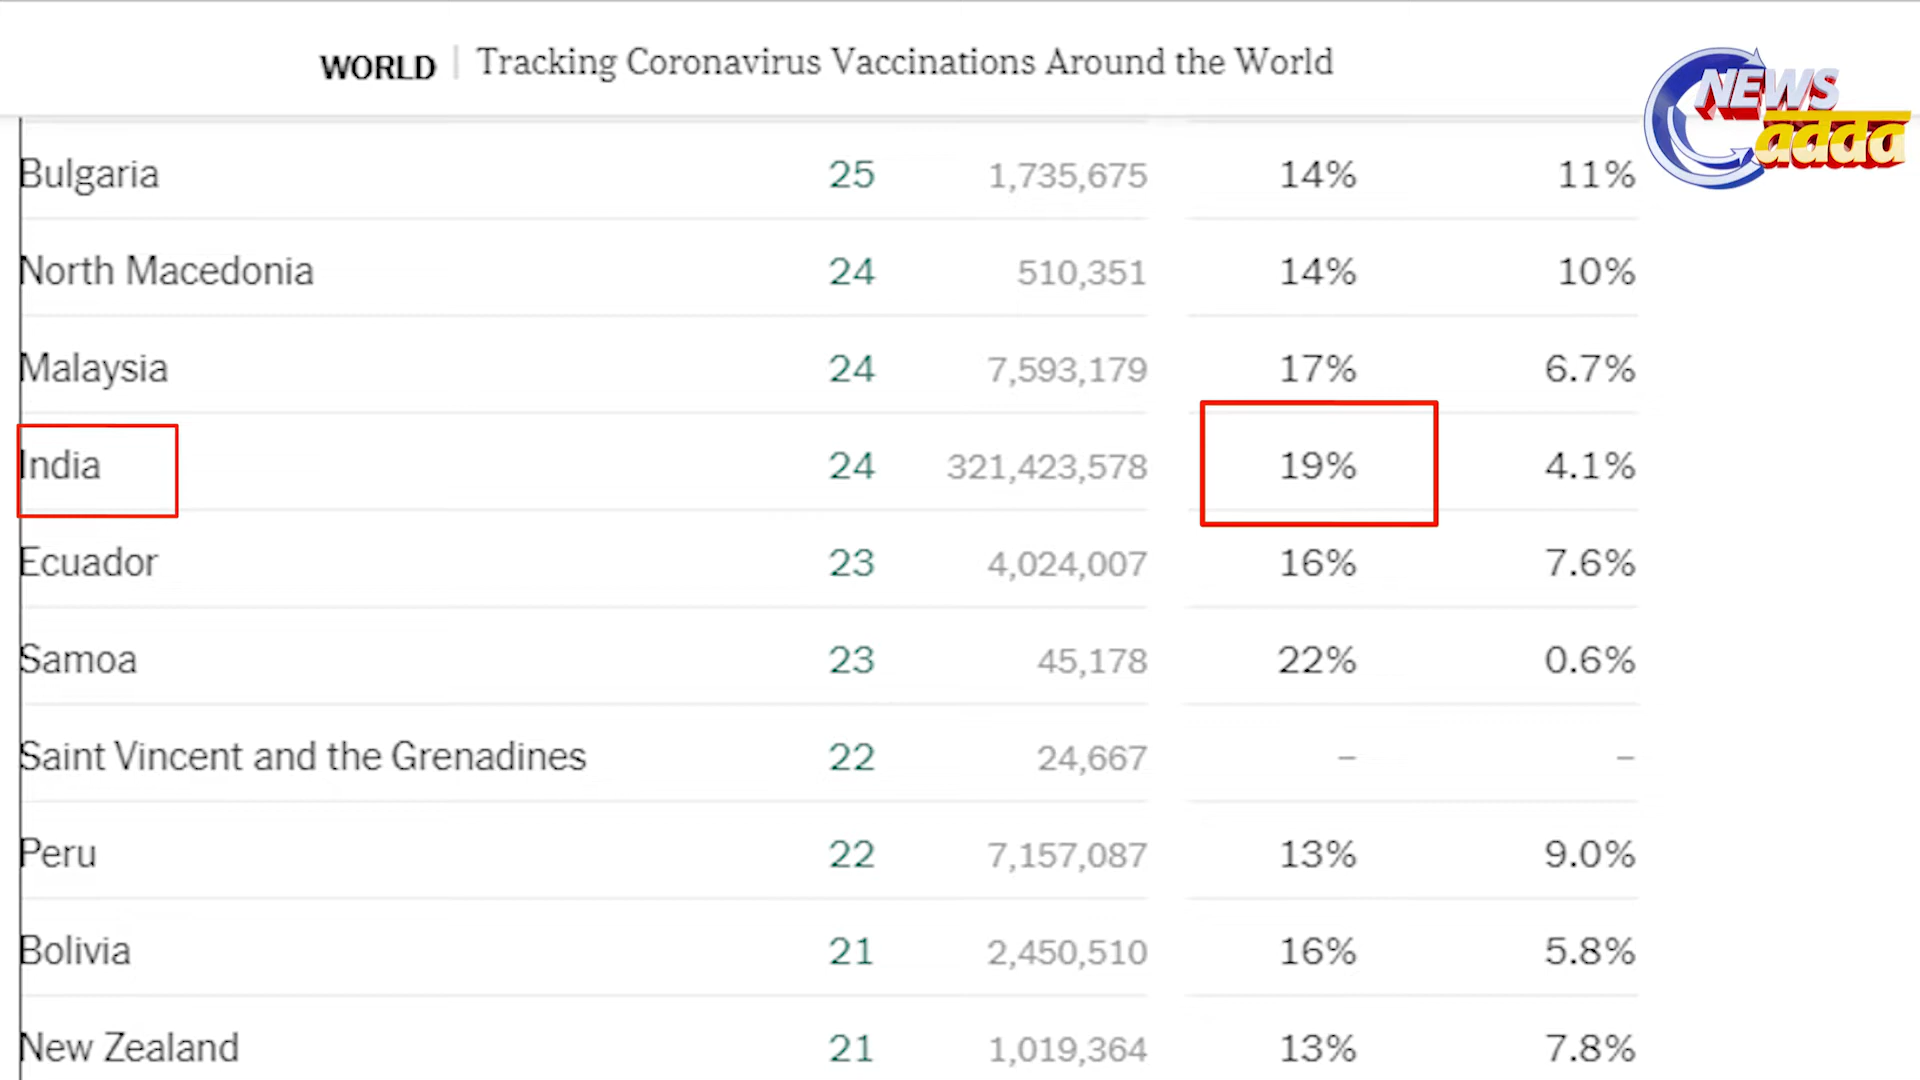 WORLD | Tracking Coronavirus Vaccinations Around the World
NEWS
adda
Bulgaria 25 1,735,675 14% 11%
North Macedonia 24 510,351 14% 10%
Malaysia 24 7,593,179 17% 6.7%
India 24 321,423,578 19% 4.1%
Ecuador 23 4,024,007 16% 7.6%
Samoa 23 45,178 22% 0.6%
Saint Vincent and the Grenadines 22 24,667 – –
Peru 22 7,157,087 13% 9.0%
Bolivia 21 2,450,510 16% 5.8%
New Zealand 21 1,019,364 13% 7.8%